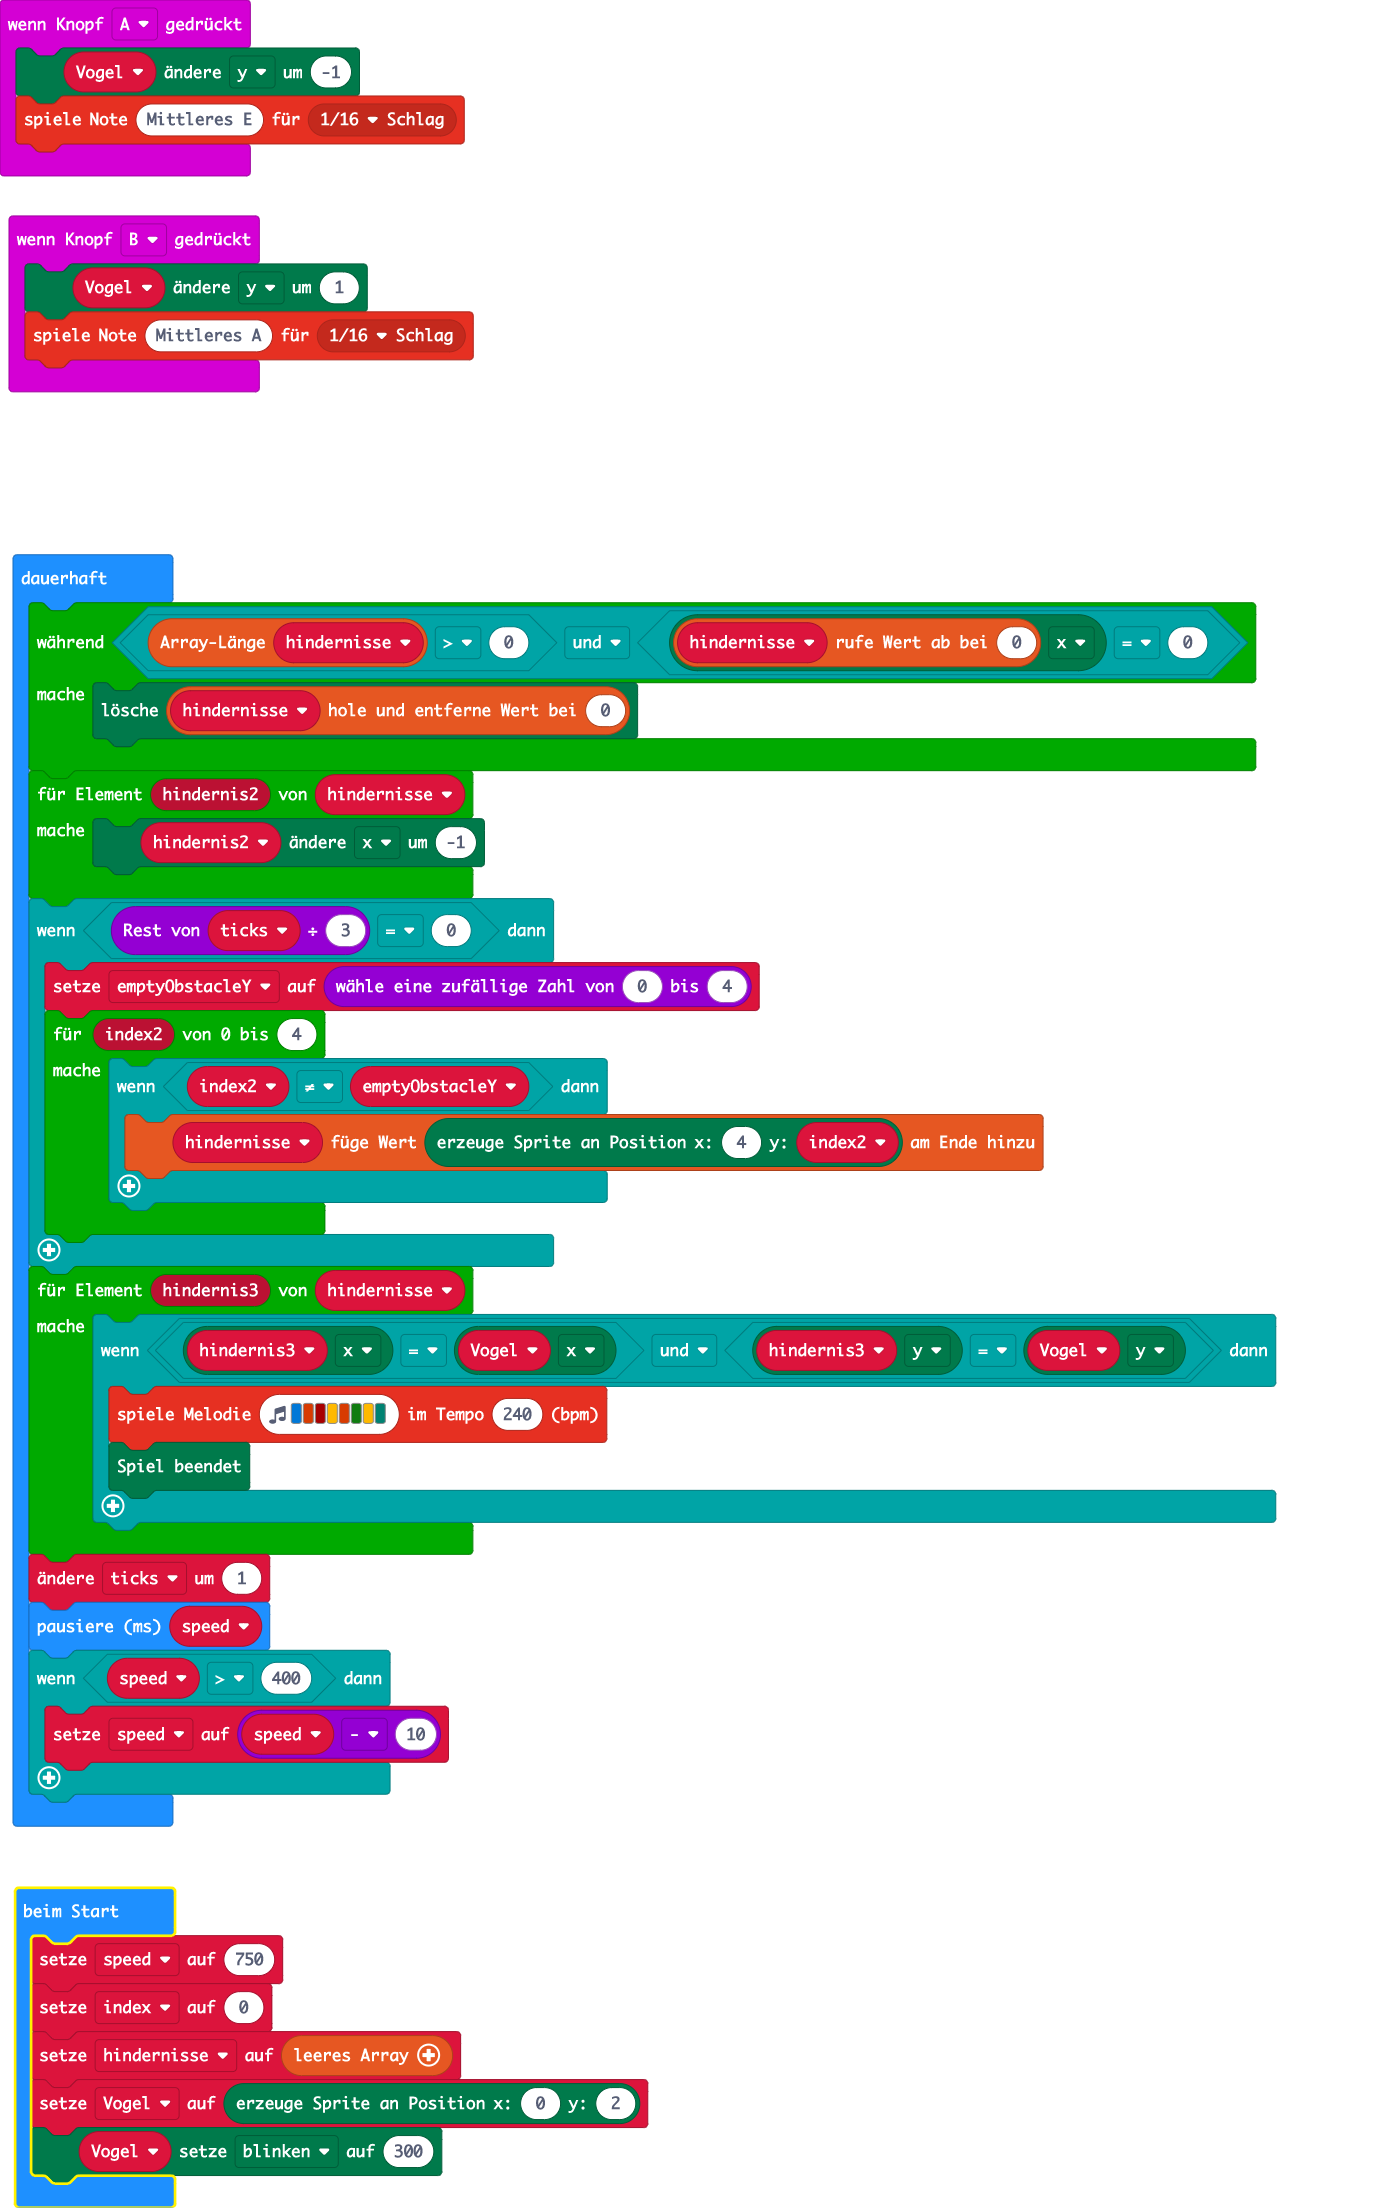 wenn Knopf A gedrückt
Vogel ändere y um -1
spiele Note Mittleres E für 1/16 Schlag
wenn Knopf B gedrückt
Vogel ändere y um 1
spiele Note Mittleres A für 1/16 Schlag
dauerhaft
während Array-Länge hindernisse > 0 und hindernisse rufe Wert ab bei 0 x = 0
mache lösche hindernisse hole und entferne Wert bei 0
für Element hindernis2 von hindernisse
mache hindernis2 ändere x um -1
wenn Rest von ticks ÷ 3 = 0 dann
setze emptyObstacleY auf wähle eine zufällige Zahl von 0 bis 4
für index2 von 0 bis 4
mache wenn index2 ≠ emptyObstacleY dann
hindernisse füge Wert erzeuge Sprite an Position x: 4 y: index2 am Ende hinzu
für Element hindernis3 von hindernisse
mache wenn hindernis3 x = Vogel x und hindernis3 y = Vogel y dann
spiele Melodie im Tempo 240 (bpm)
Spiel beendet
ändere ticks um 1
pausiere (ms) speed
wenn speed > 400 dann
setze speed auf speed - 10
beim Start
setze speed auf 750
setze index auf 0
setze hindernisse auf leeres Array
setze Vogel auf erzeuge Sprite an Position x: 0 y: 2
Vogel setze blinken auf 300